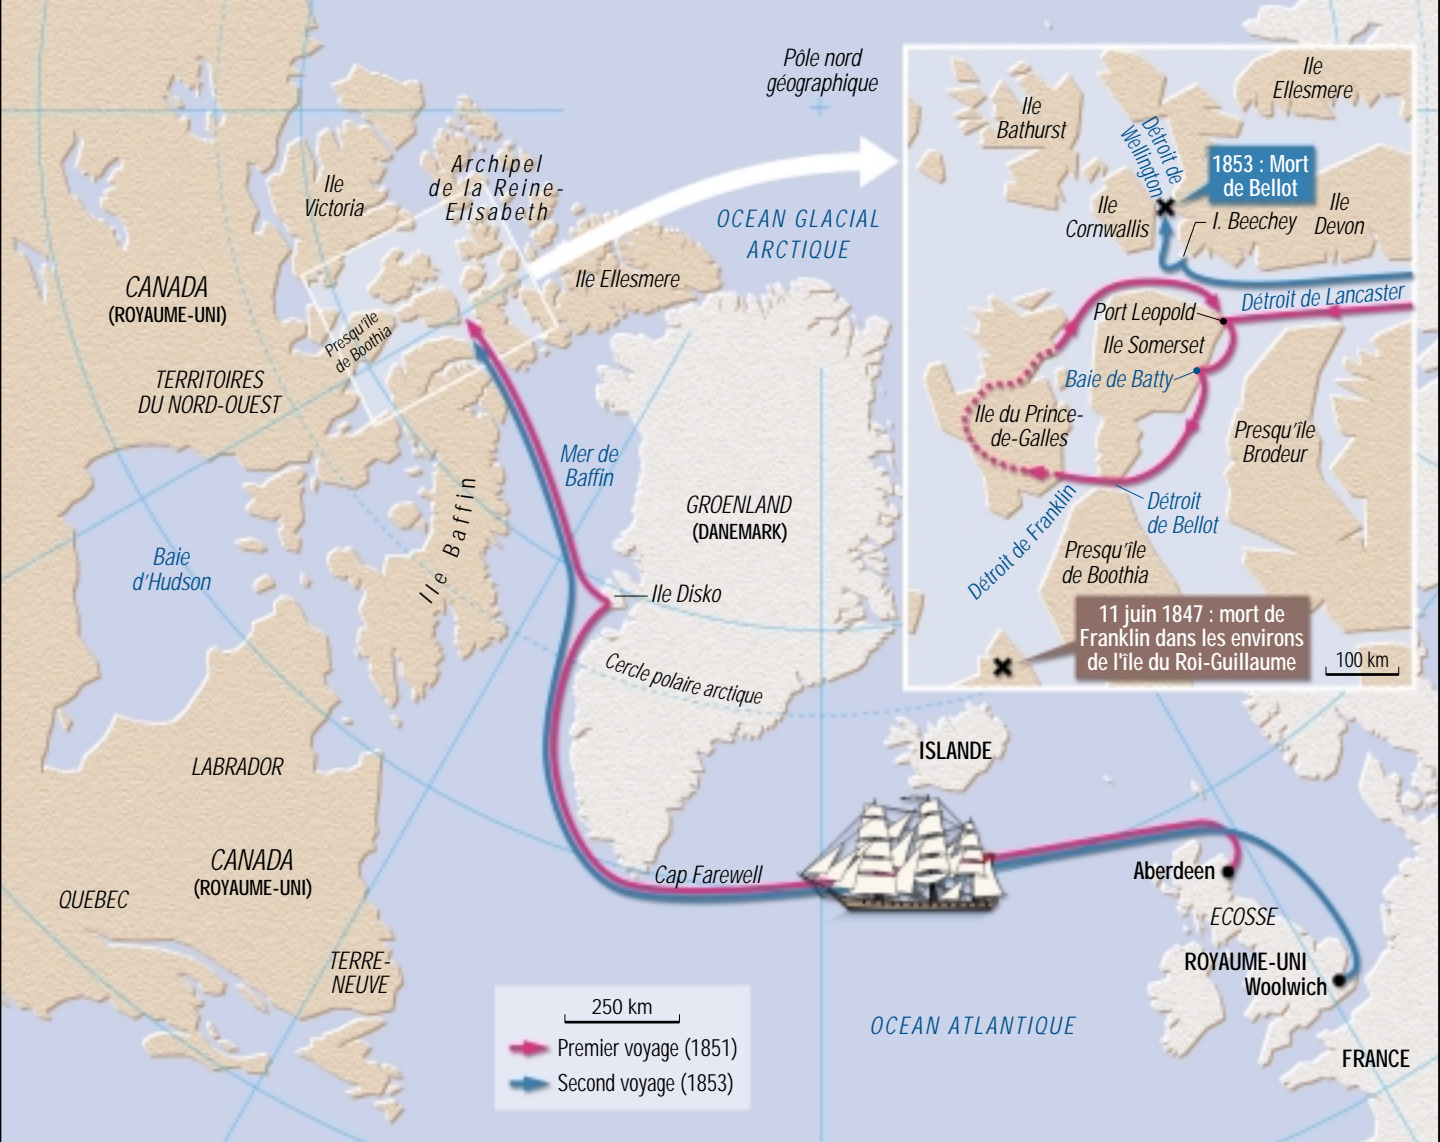 Pôle nord
géographique
Archipel
de la Reine-
Elisabeth
Ile
Victoria
OCEAN GLACIAL
ARCTIQUE
Ile Ellesmere
CANADA
(ROYAUME-UNI)
Presqu'île
de Boothia
TERRITOIRES
DU NORD-OUEST
Mer de
Baffin
Ile Baffin
GROENLAND
(DANEMARK)
Baie
d'Hudson
Ile Disko
Cercle polaire arctique
LABRADOR
ISLANDE
CANADA
(ROYAUME-UNI)
QUEBEC
Cap Farewell
Aberdeen
ECOSSE
TERRE-
NEUVE
ROYAUME-UNI
Woolwich
OCEAN ATLANTIQUE
FRANCE
250 km
Premier voyage (1851)
Second voyage (1853)
Ile
Ellesmere
Ile
Bathurst
Détroit de
Wellington
1853 : Mort
de Bellot
Ile
Cornwallis
I. Beechey
Ile
Devon
Détroit de Lancaster
Port Leopold
Ile Somerset
Baie de Batty
Ile du Prince-
de-Galles
Presqu'île
Brodeur
Détroit de Franklin
Détroit
de Bellot
Presqu'île
de Boothia
11 juin 1847 : mort de
Franklin dans les environs
de l'île du Roi-Guillaume
100 km